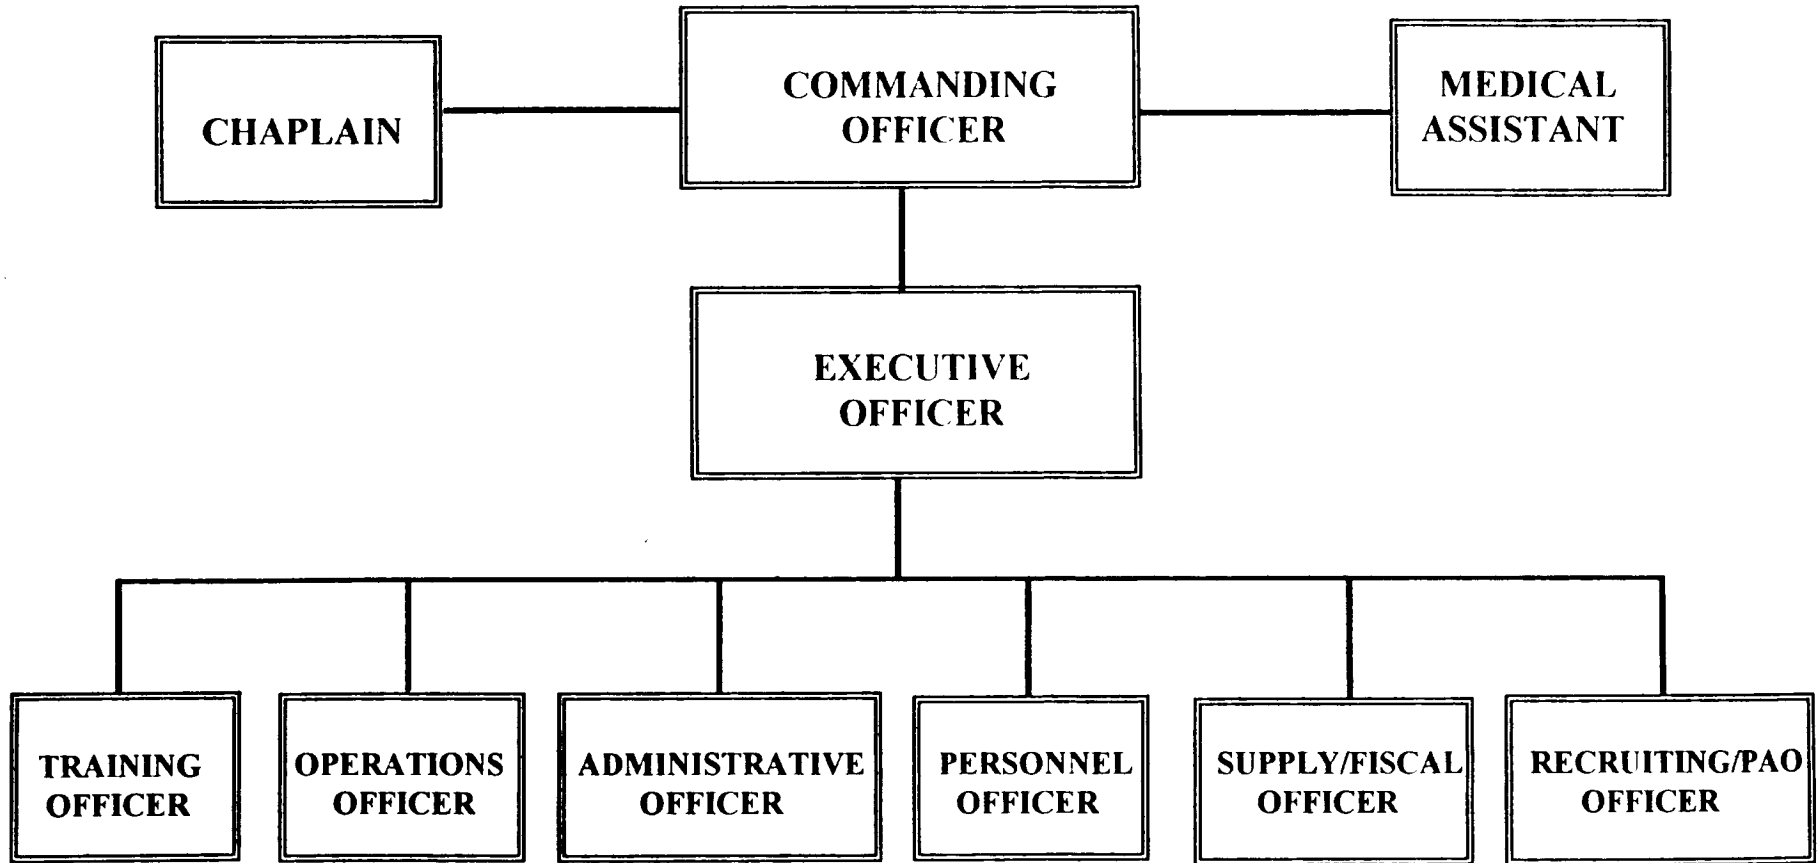 CHAPLAIN
COMMANDING
OFFICER
MEDICAL
ASSISTANT
EXECUTIVE
OFFICER
TRAINING
OFFICER
OPERATIONS
OFFICER
ADMINISTRATIVE
OFFICER
PERSONNEL
OFFICER
SUPPLY/FISCAL
OFFICER
RECRUITING/PAO
OFFICER